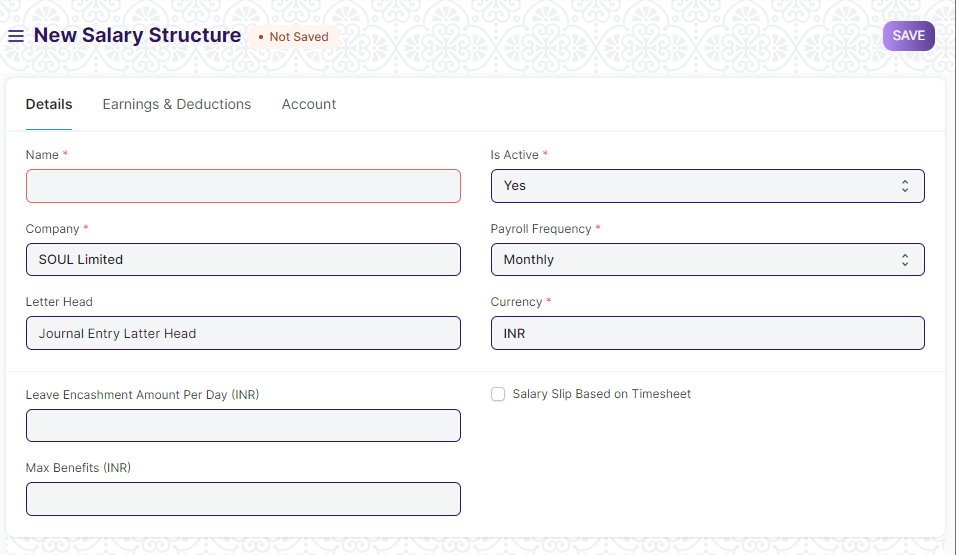 New Salary Structure
• Not Saved
SAVE
Details
Earnings & Deductions
Account
Name *
Is Active *
Yes
Company *
Payroll Frequency *
SOUL Limited
Monthly
Letter Head
Currency *
Journal Entry Latter Head
INR
Leave Encashment Amount Per Day (INR)
Salary Slip Based on Timesheet
Max Benefits (INR)